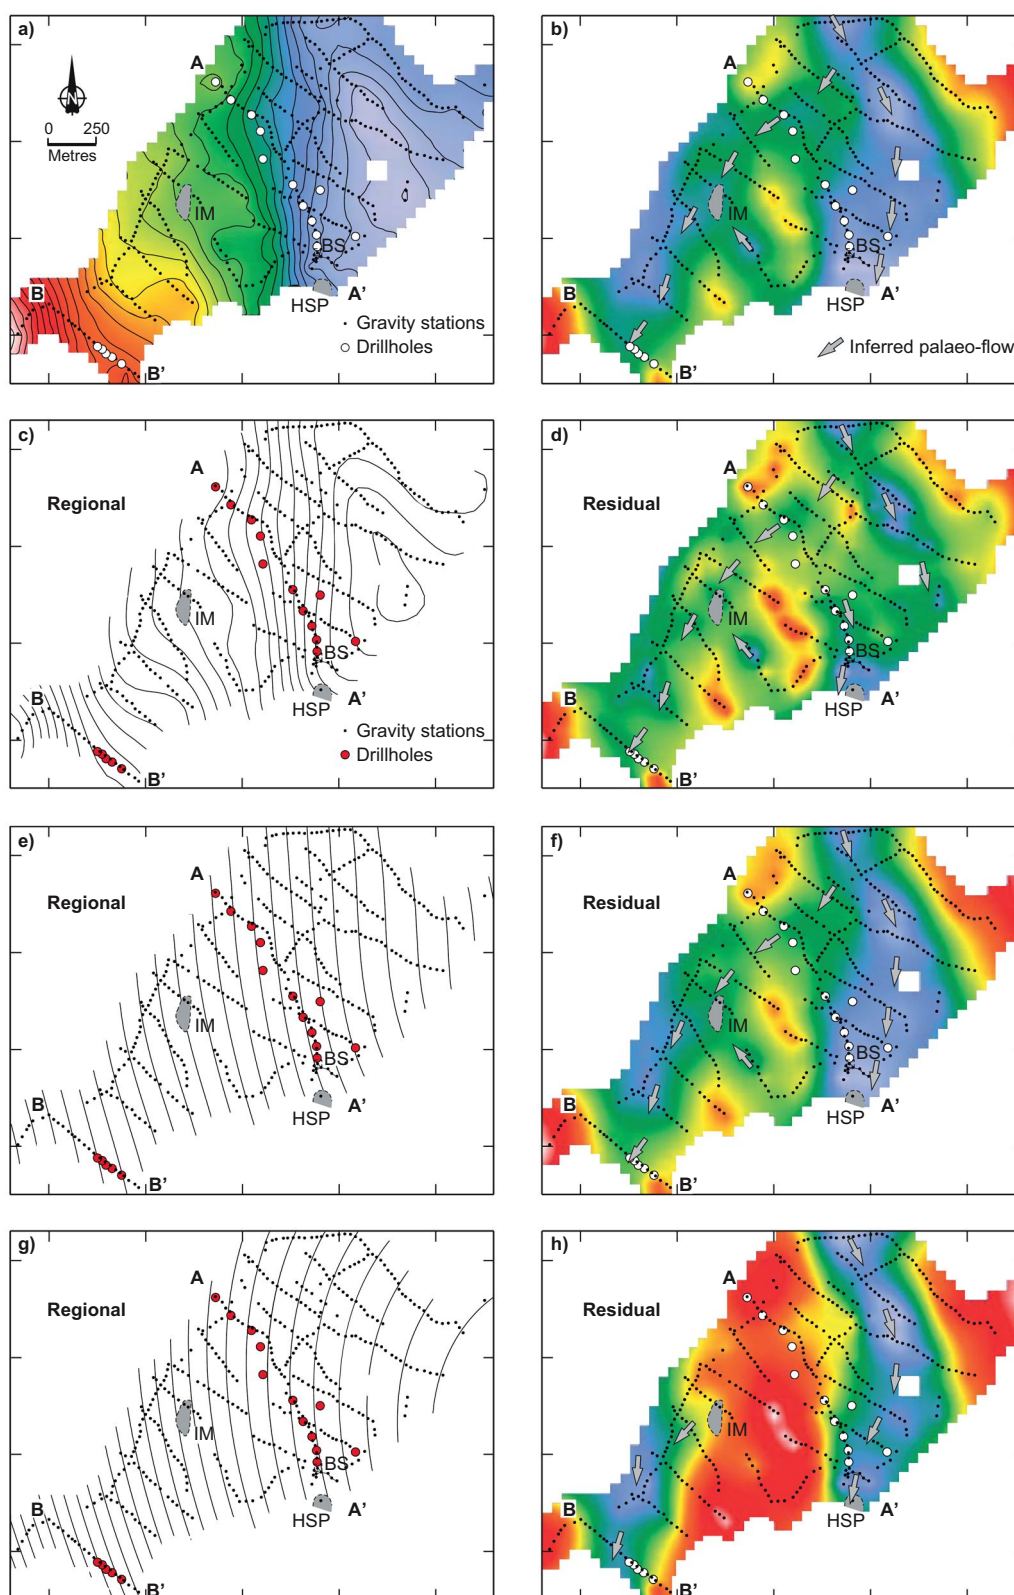 a)
A
N
0 250
Metres
IM
BS
B
HSP
A’
Gravity stations
Drillholes
B’
b)
A
IM
BS
B
HSP
A’
Inferred palaeo-flow
B’
c)
A
Regional
IM
BS
B
HSP
A’
Gravity stations
Drillholes
B’
d)
A
Residual
IM
BS
B
HSP
A’
B’
e)
A
Regional
IM
BS
B
HSP
A’
B’
f)
A
Residual
IM
BS
B
HSP
A’
B’
g)
A
Regional
IM
BS
B
HSP
A’
B’
h)
A
Residual
IM
BS
B
HSP
A’
B’